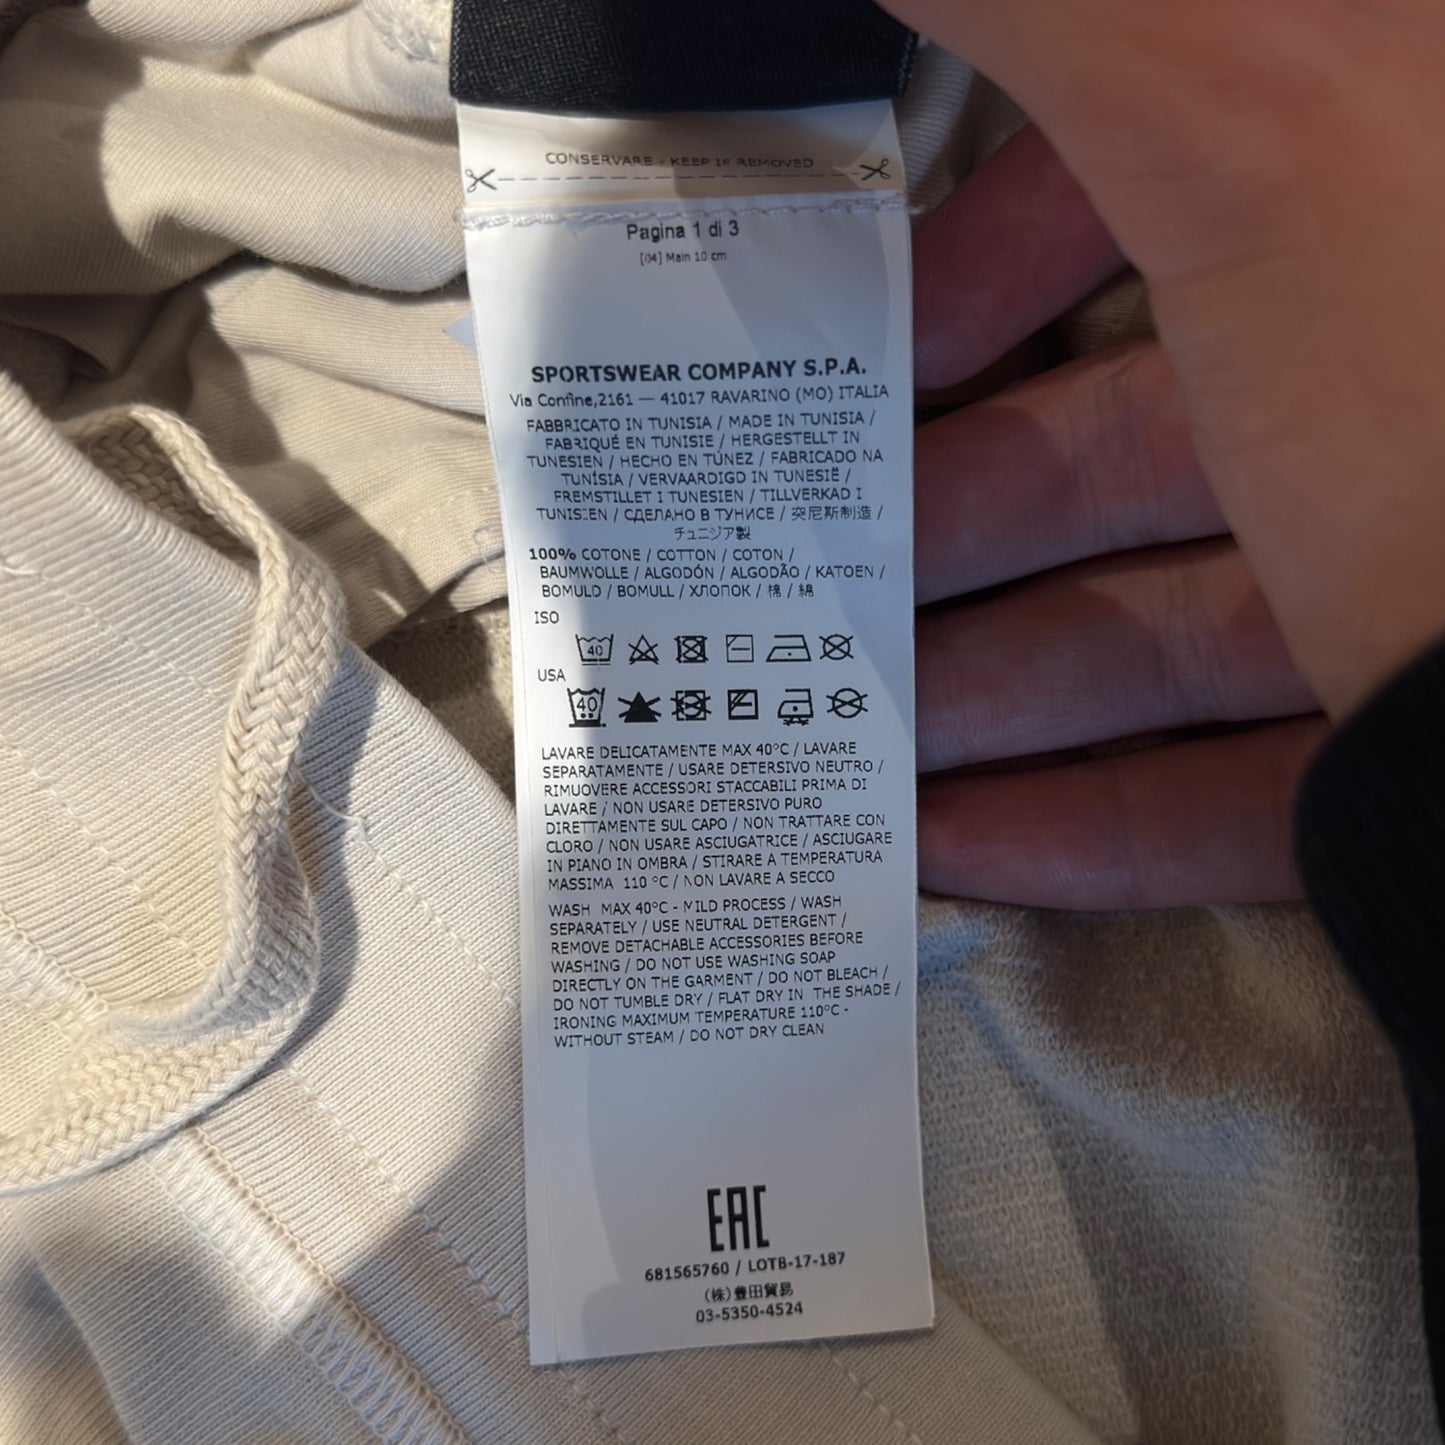 CONSERVARE - KEEP IF REMOVED
Pagina 1 di 3
[04] Main 10 cm
SPORTSWEAR COMPANY S.P.A.
Via Confine,2161 — 41017 RAVARINO (MO) ITALIA
FABBRICATO IN TUNISIA / MADE IN TUNISIA /
FABRIQUÉ EN TUNISIE / HERGESTELLT IN
TUNESIEN / HECHO EN TÚNEZ / FABRICADO NA
TUNÍSIA / VERVAARDIGD IN TUNESIË /
FREMSTILLET I TUNESIEN / TILLVERKAD I
TUNISIEN / СДЕЛАНО В ТУНИСЕ / 突尼斯制造 /
チュニジア製
100% COTONE / COTTON / COTON /
BAUMWOLLE / ALGODÓN / ALGODÃO / KATOEN /
BOMULD / BOMULL / ХЛОПОК / 棉 / 綿
ISO
40
USA
40
LAVARE DELICATAMENTE MAX 40°C / LAVARE
SEPARATAMENTE / USARE DETERSIVO NEUTRO /
RIMUOVERE ACCESSORI STACCABILI PRIMA DI
LAVARE / NON USARE DETERSIVO PURO
DIRETTAMENTE SUL CAPO / NON TRATTARE CON
CLORO / NON USARE ASCIUGATRICE / ASCIUGARE
IN PIANO IN OMBRA / STIRARE A TEMPERATURA
MASSIMA 110 °C / NON LAVARE A SECCO
WASH MAX 40°C - MILD PROCESS / WASH
SEPARATELY / USE NEUTRAL DETERGENT /
REMOVE DETACHABLE ACCESSORIES BEFORE
WASHING / DO NOT USE WASHING SOAP
DIRECTLY ON THE GARMENT / DO NOT BLEACH /
DO NOT TUMBLE DRY / FLAT DRY IN THE SHADE /
IRONING MAXIMUM TEMPERATURE 110°C -
WITHOUT STEAM / DO NOT DRY CLEAN
EAC
681565760 / LOTB-17-187
(株)豊田貿易
03-5350-4524